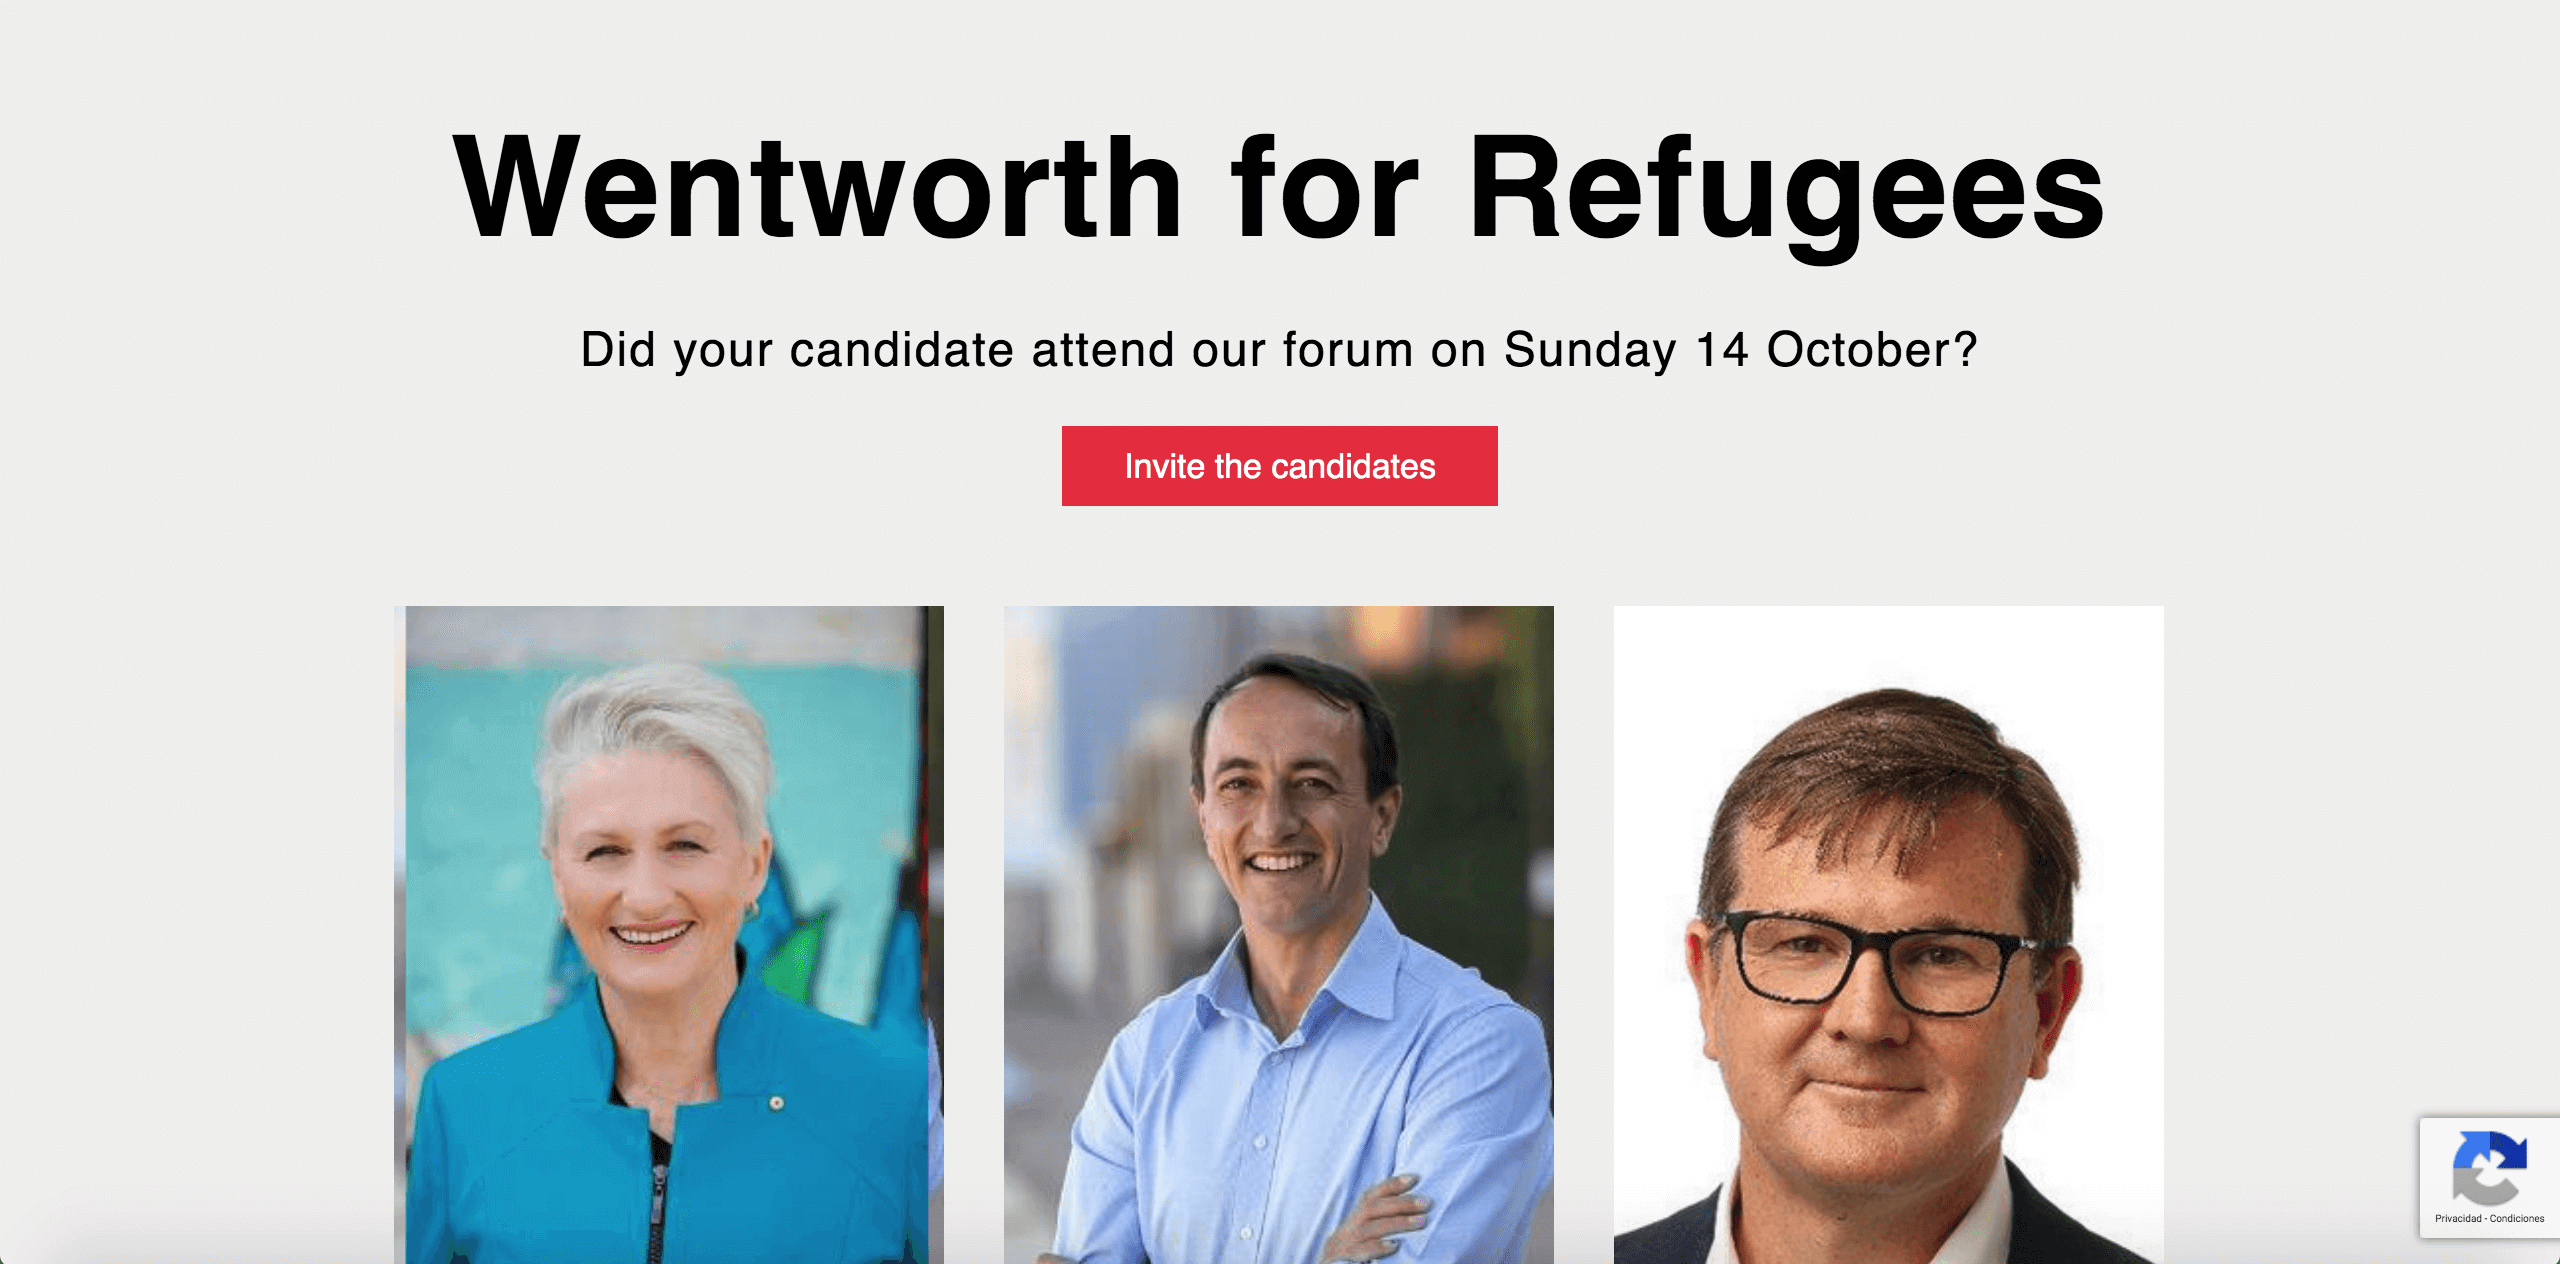 Wentworth for Refugees
Did your candidate attend our forum on Sunday 14 October?
Invite the candidates
Privacidad - Condiciones